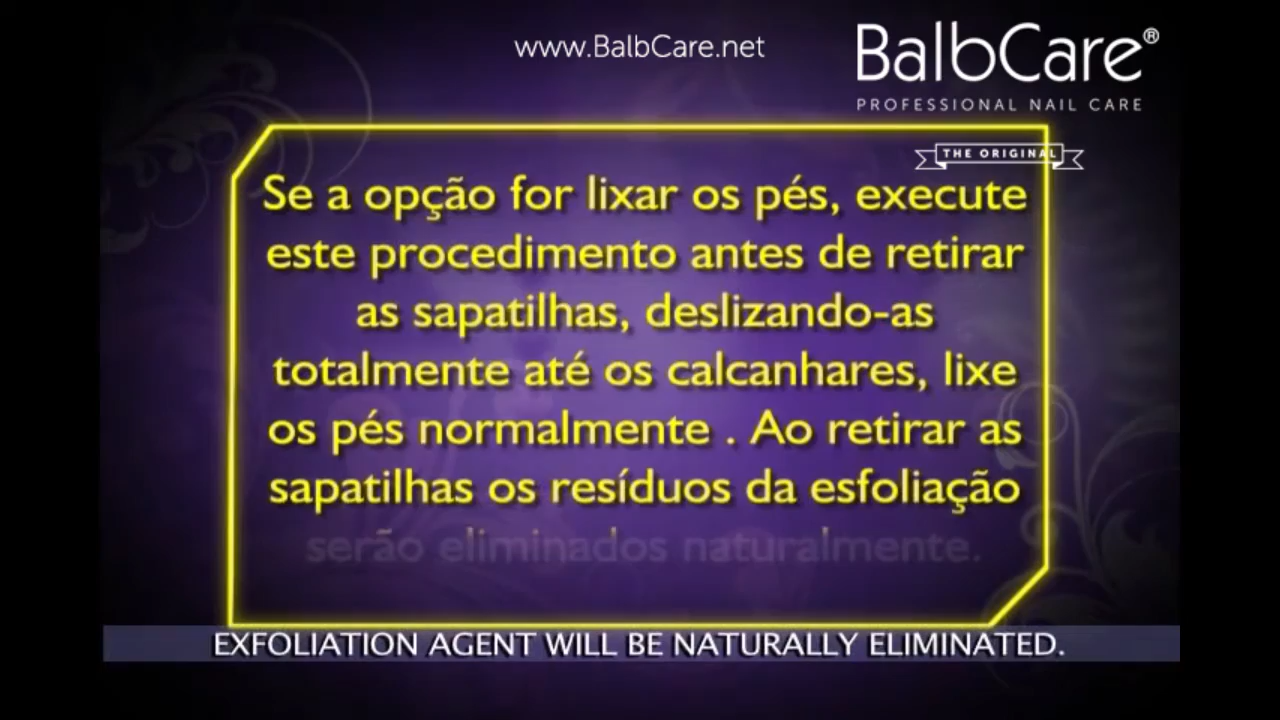 www.BalbCare.net
BalbCare®
PROFESSIONAL NAIL CARE
THE ORIGINAL
Se a opção for lixar os pés, execute
este procedimento antes de retirar
as sapatilhas, deslizando-as
totalmente até os calcanhares, lixe
os pés normalmente . Ao retirar as
sapatilhas os resíduos da esfoliação
serão eliminados naturalmente.
EXFOLIATION AGENT WILL BE NATURALLY ELIMINATED.